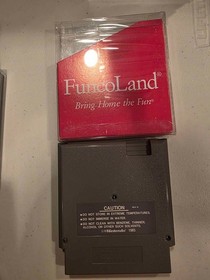 FuncoLand®
Bring Home the Fun®
CAUTION
DO NOT STORE IN EXTREME TEMPERATURES.
DO NOT IMMERSE IN WATER.
DO NOT CLEAN WITH BENZENE, THINNER,
ALCOHOL OR OTHER SUCH SOLVENTS.
©Nintendo 1985